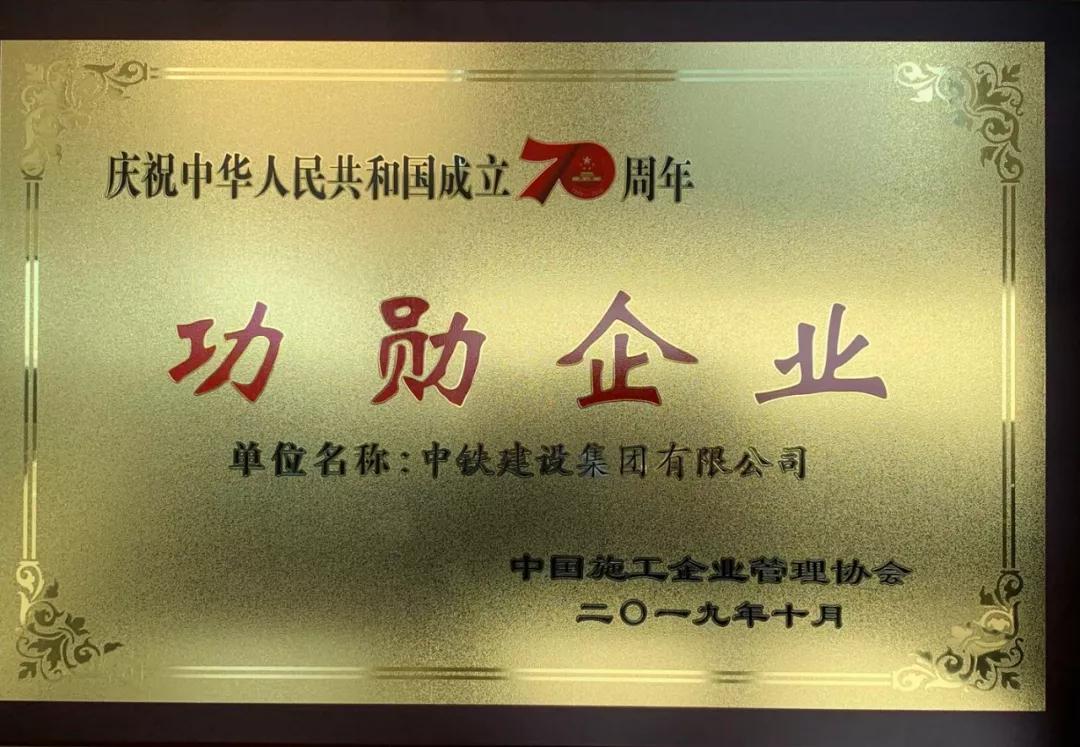 庆祝中华人民共和国成立70周年
功勋企业
单位名称:中铁建设集团有限公司
中国施工企业管理协会
二〇一九年十月